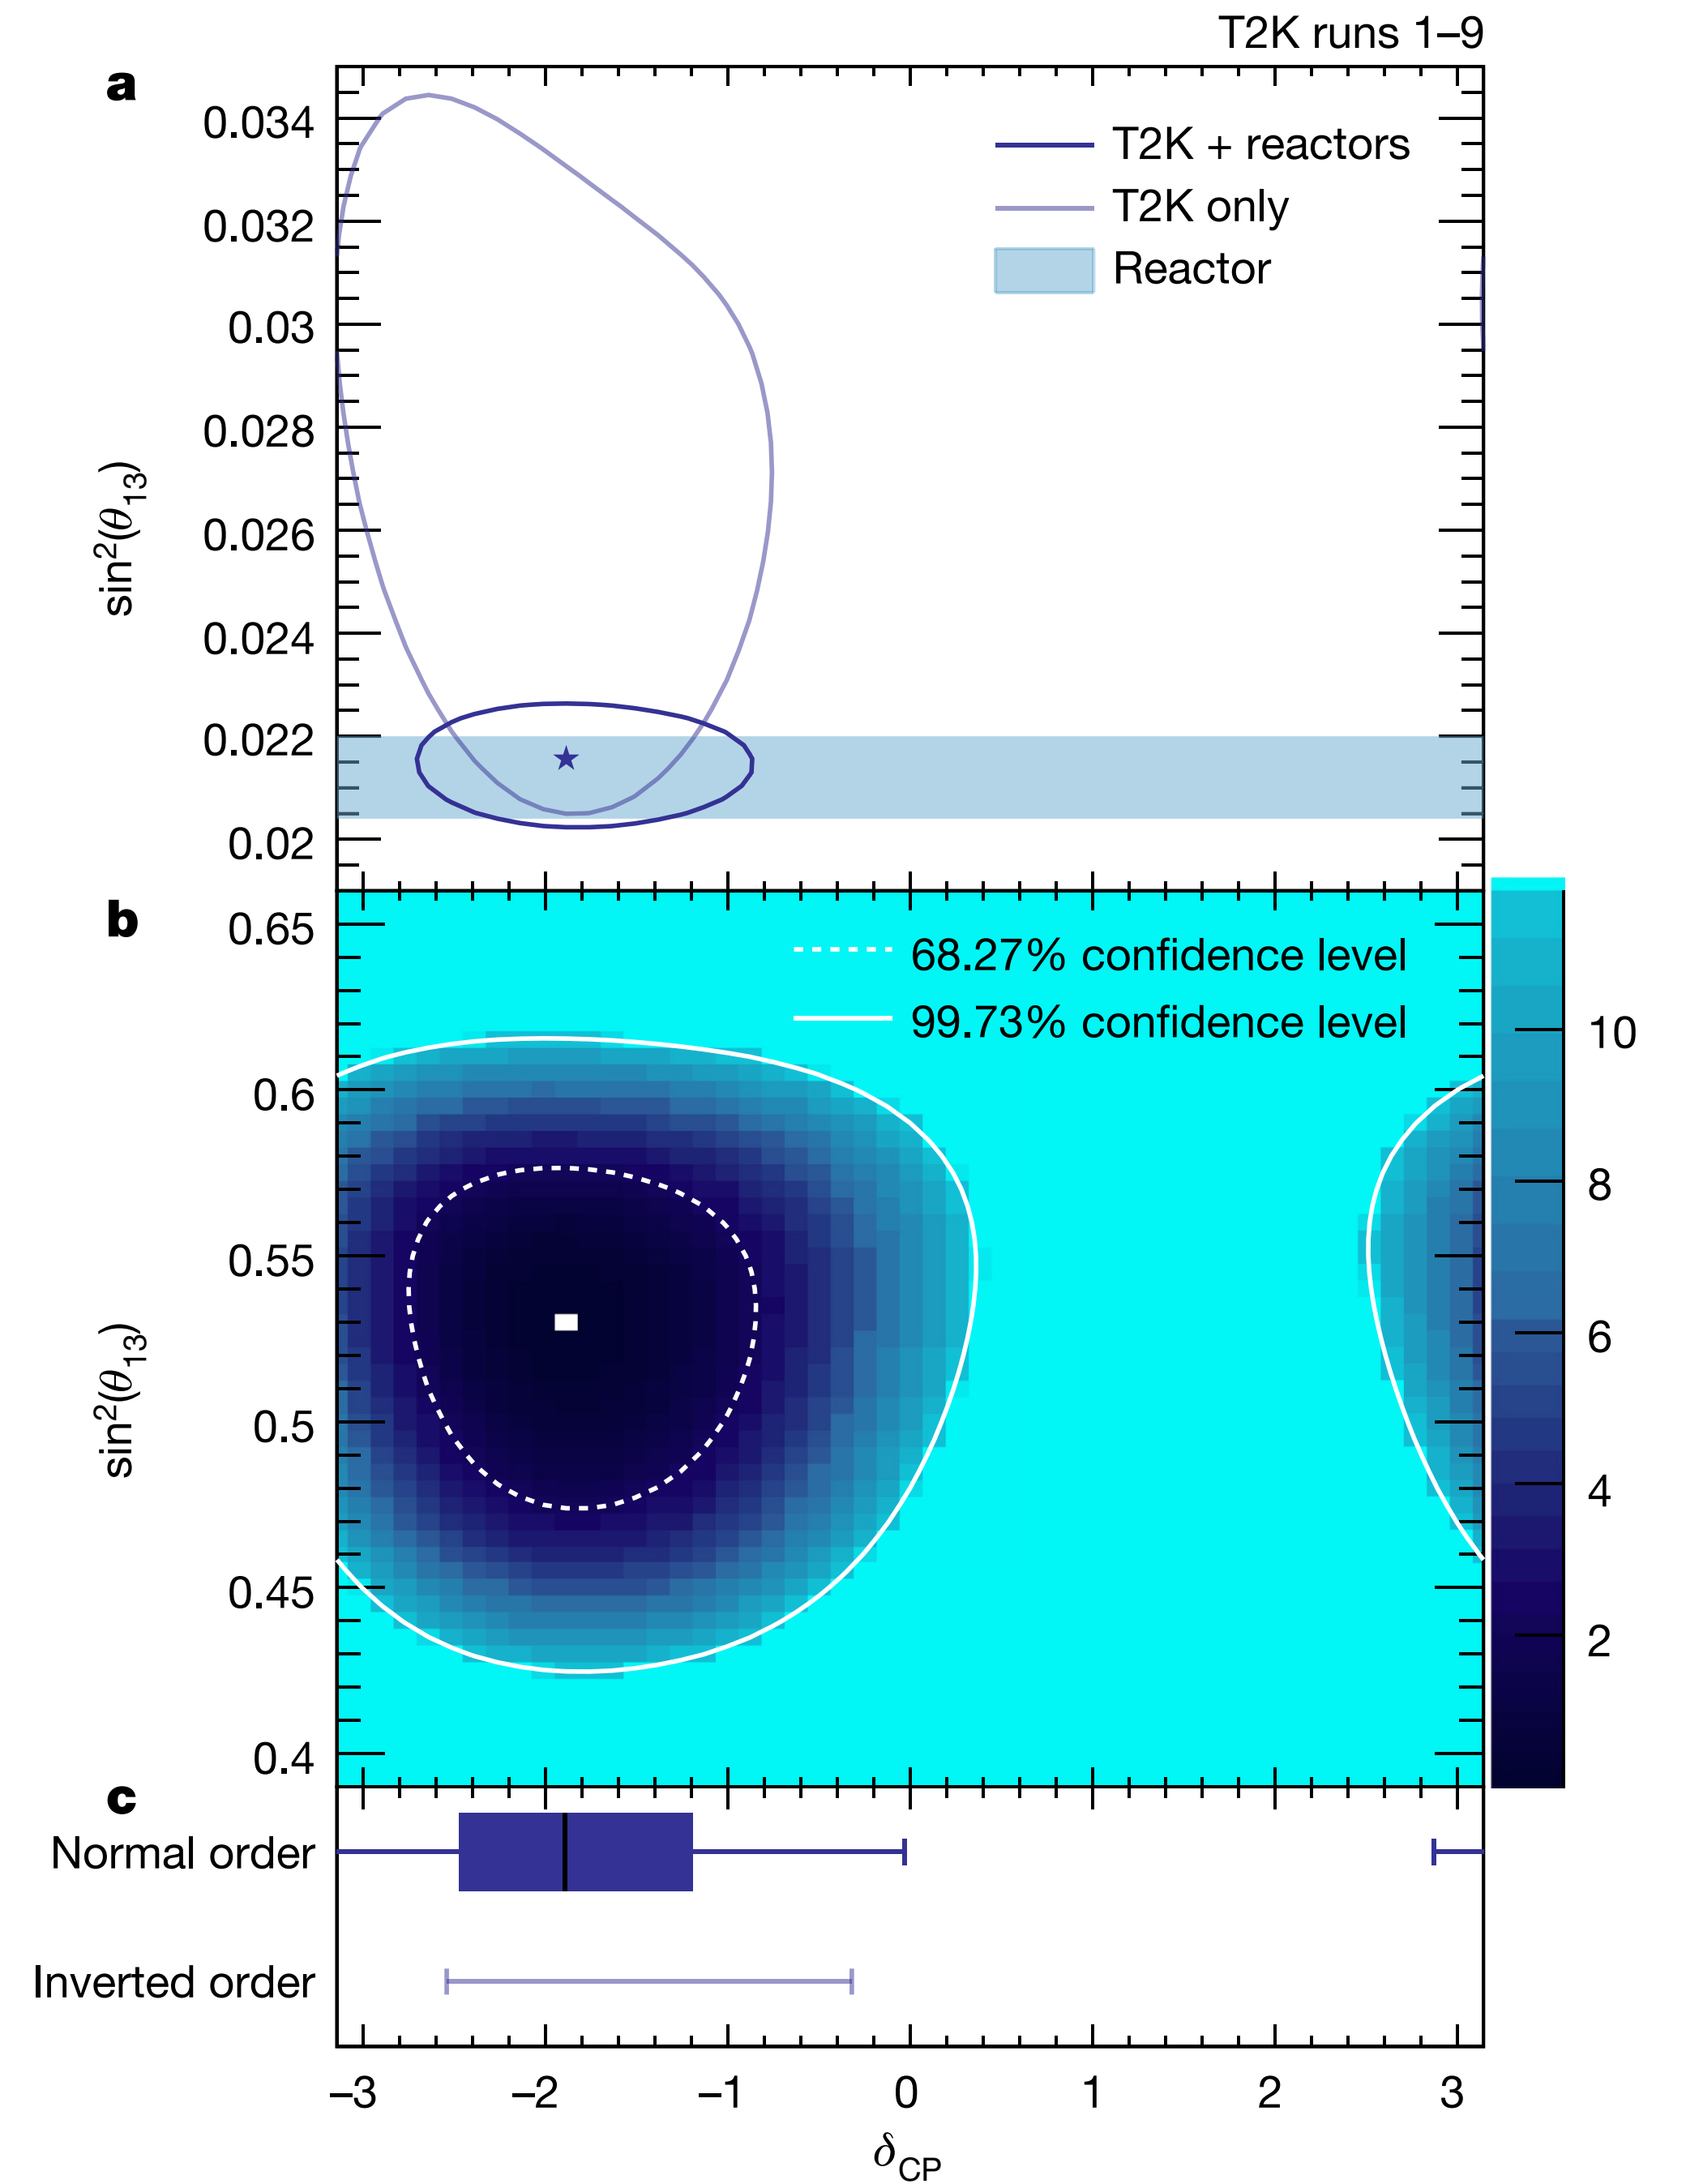 T2K runs 1–9
a
0.034
0.032
0.03
0.028
0.026
0.024
0.022
0.02
sin²(θ₁₃)
T2K + reactors
T2K only
Reactor
b
0.65
0.6
0.55
0.5
0.45
0.4
sin²(θ₁₃)
68.27% confidence level
99.73% confidence level
10
8
6
4
2
c
Normal order
Inverted order
–3 –2 –1 0 1 2 3
δCP